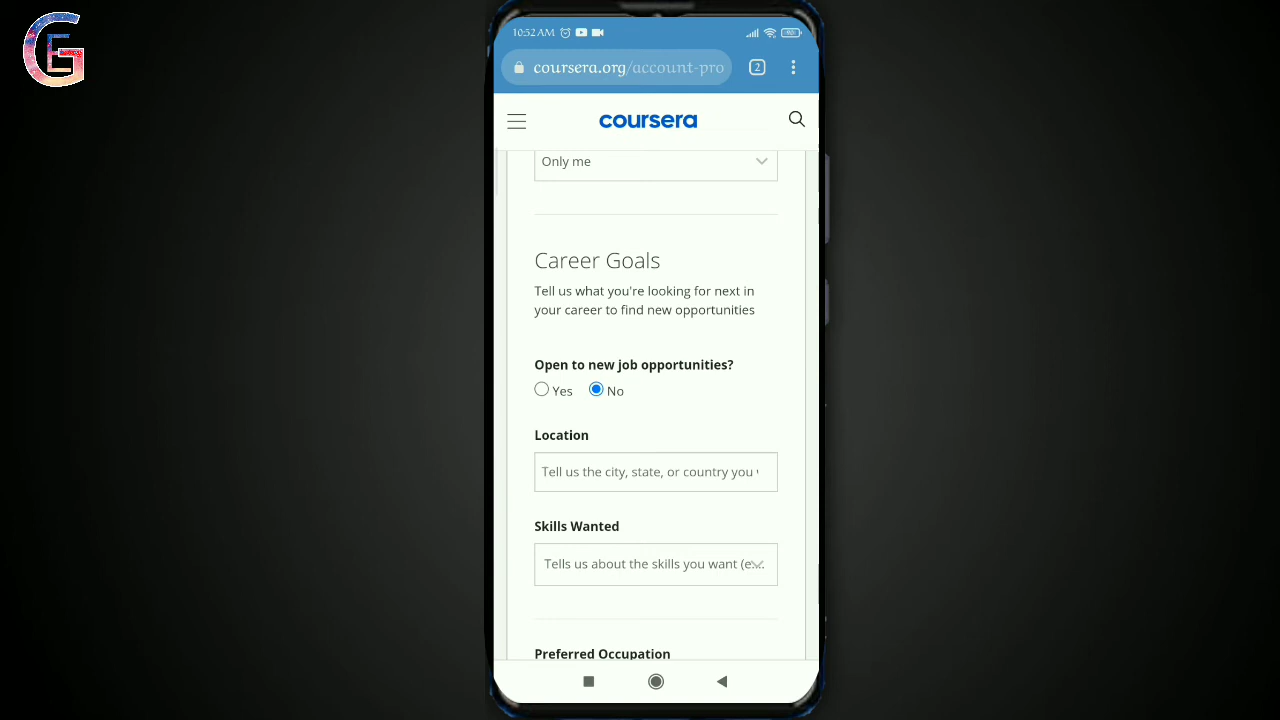 10:52 AM
coursera.org/account-pro
2
coursera
Only me
Career Goals
Tell us what you're looking for next in
your career to find new opportunities
Open to new job opportunities?
Yes No
Location
Tell us the city, state, or country you
Skills Wanted
Tells us about the skills you want (e...
Preferred Occupation